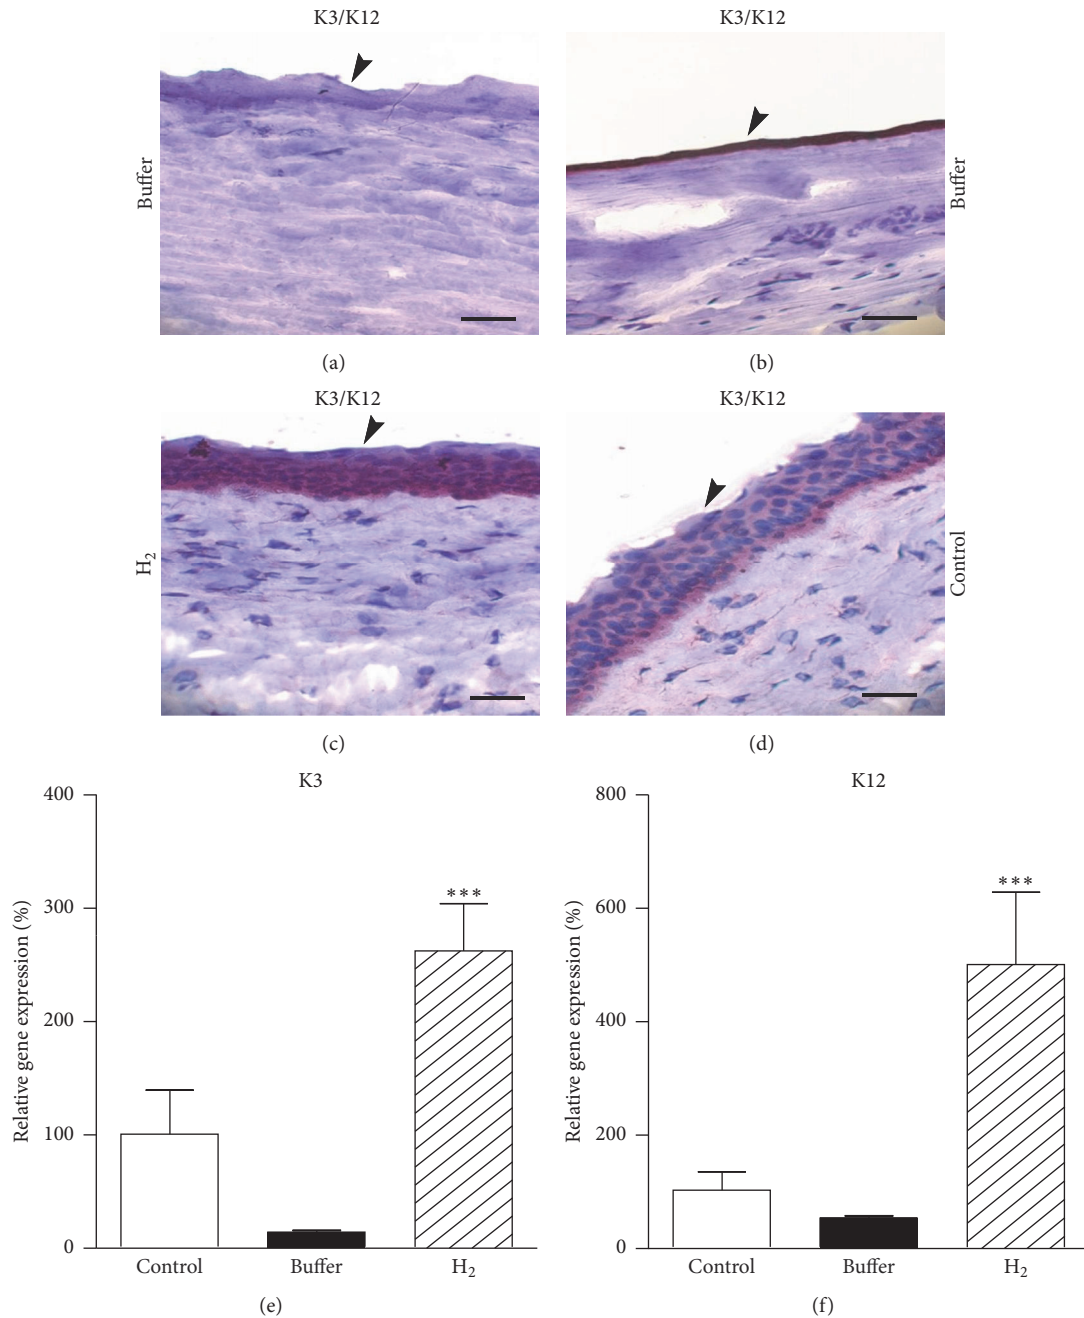 K3/K12
K3/K12
Buffer
Buffer
(a)
(b)
K3/K12
K3/K12
H2
Control
(c)
(d)
K3
400
300
200
100
0
Relative gene expression (%)
***
Control
Buffer
H2
(e)
K12
800
600
400
200
0
Relative gene expression (%)
***
Control
Buffer
H2
(f)